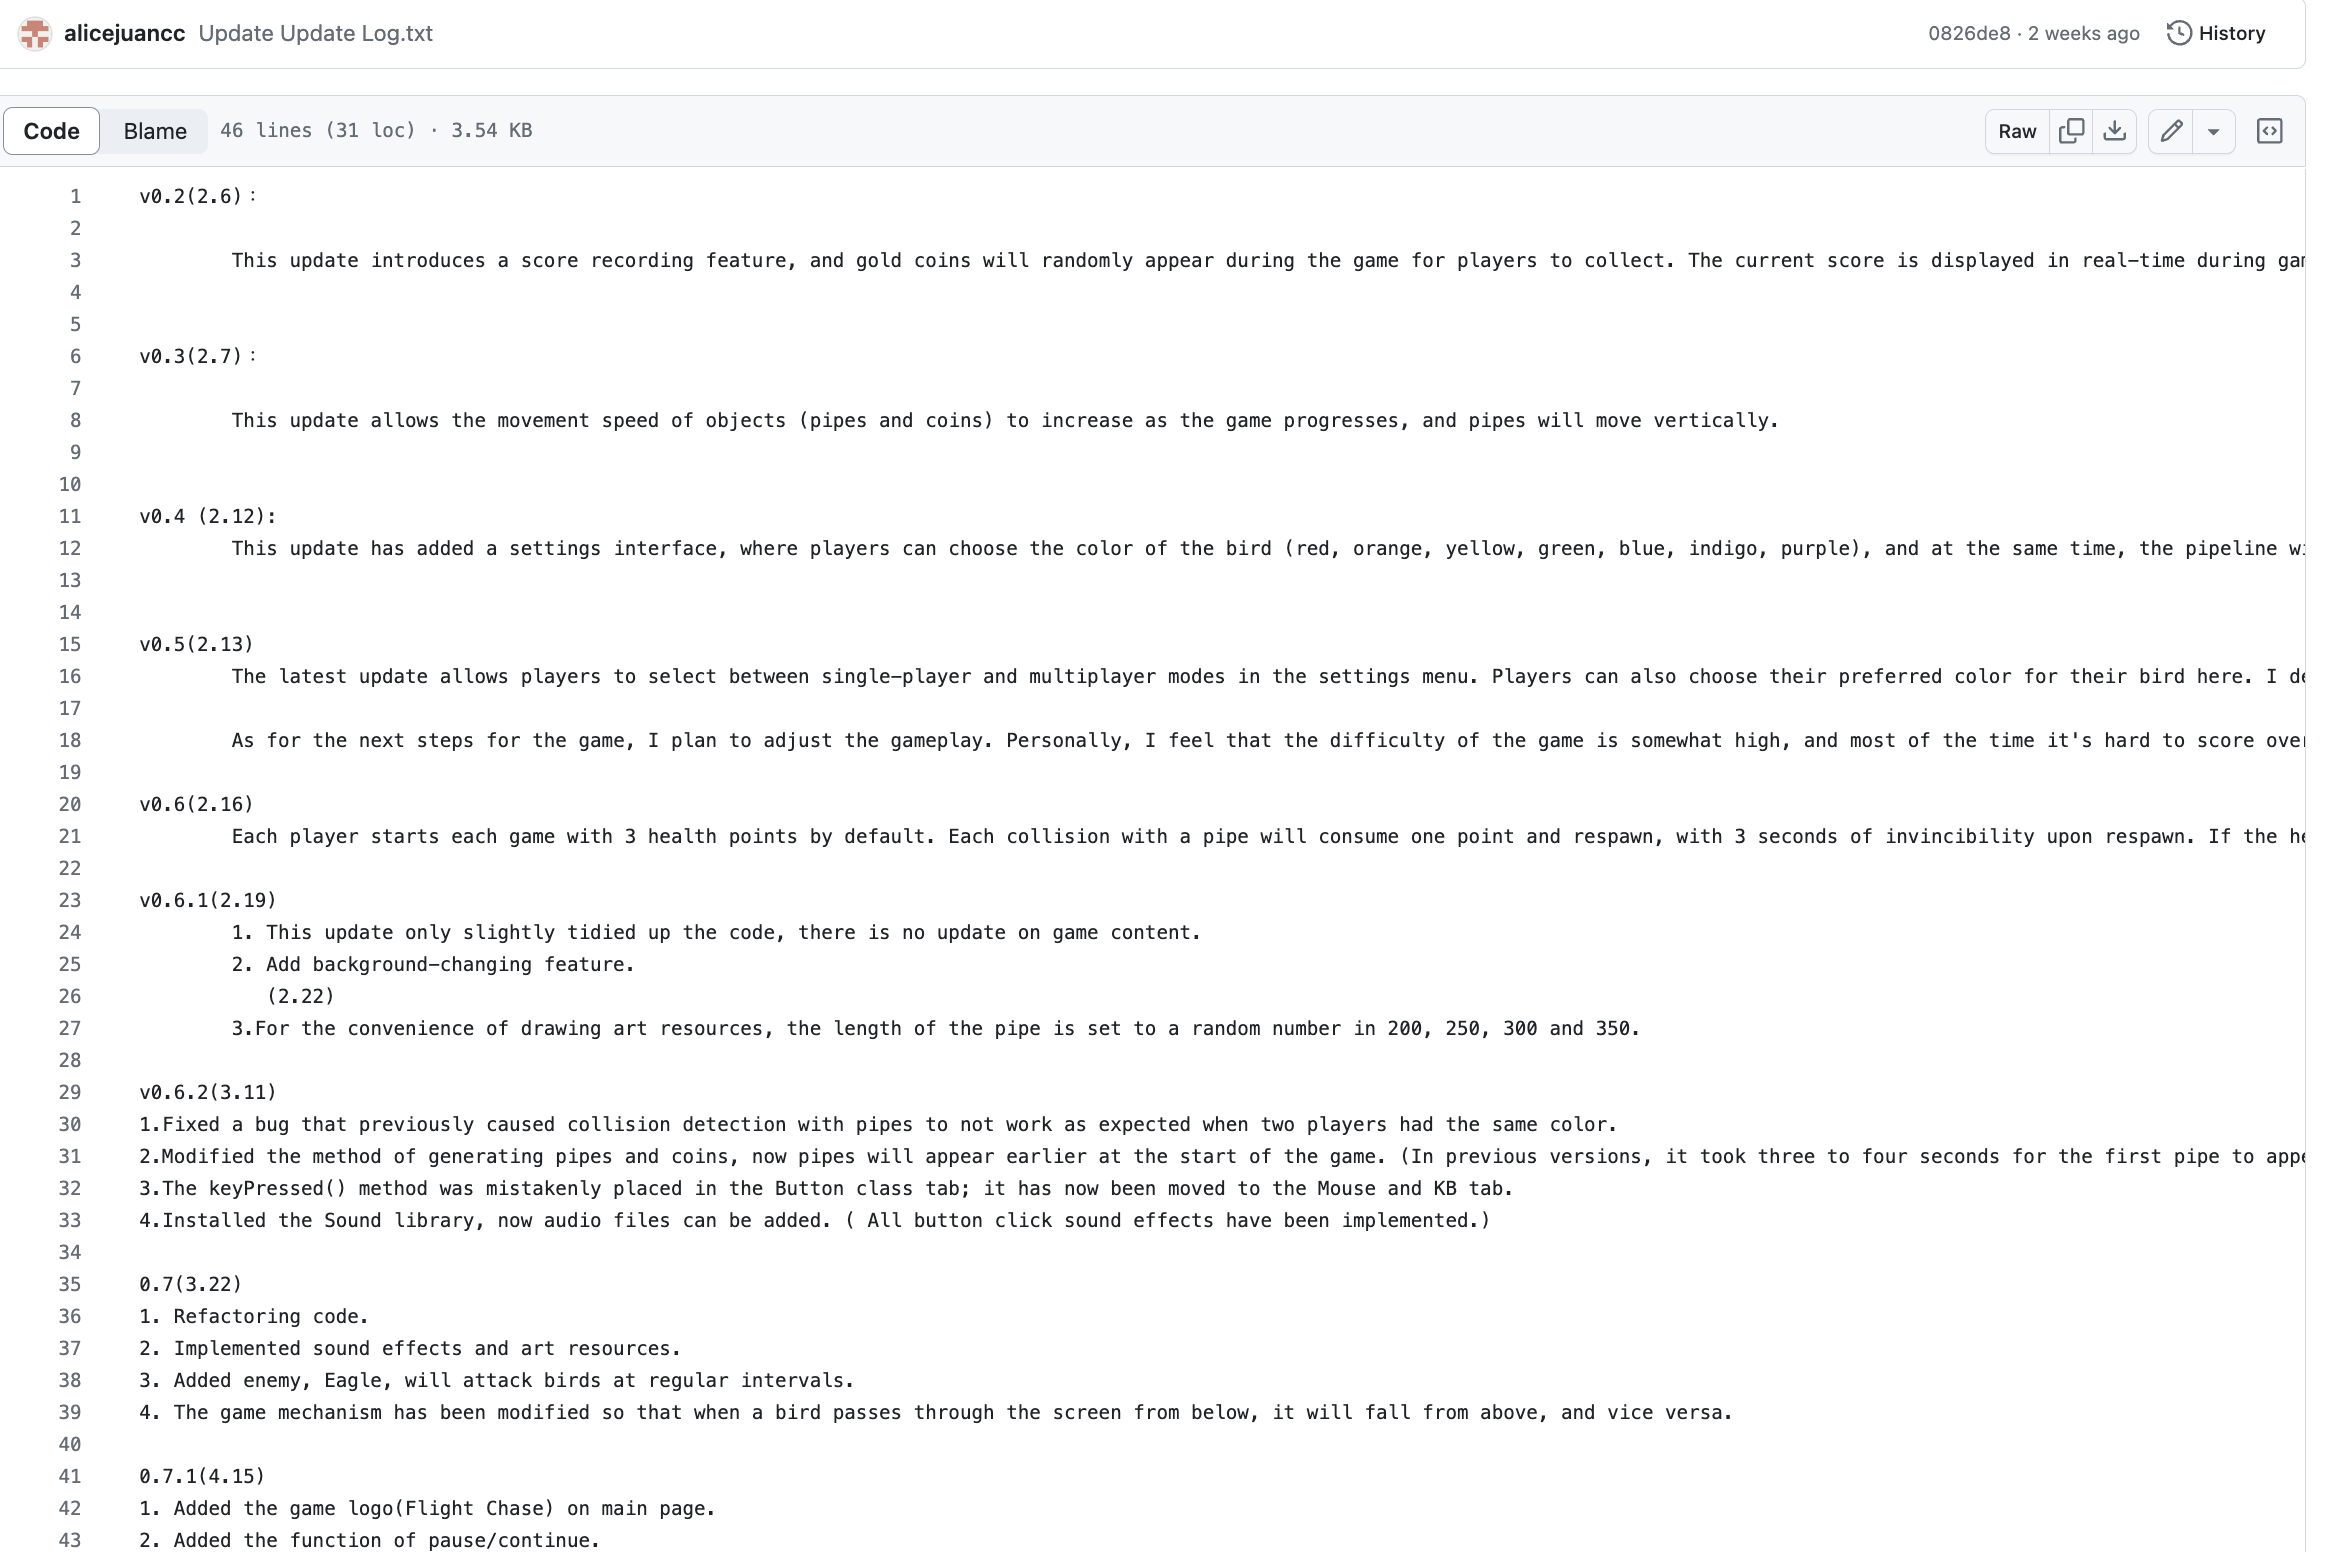 alicejuancc Update Update Log.txt 0826de8 · 2 weeks ago History
Code Blame 46 lines (31 loc) · 3.54 KB Raw
1 v0.2(2.6)：
2
3 This update introduces a score recording feature, and gold coins will randomly appear during the game for players to collect. The current score is displayed in real-time during
4
5
6 v0.3(2.7)：
7
8 This update allows the movement speed of objects (pipes and coins) to increase as the game progresses, and pipes will move vertically.
9
10
11 v0.4 (2.12):
12 This update has added a settings interface, where players can choose the color of the bird (red, orange, yellow, green, blue, indigo, purple), and at the same time, the pipeline
13
14
15 v0.5(2.13)
16 The latest update allows players to select between single-player and multiplayer modes in the settings menu. Players can also choose their preferred color for their bird here. I
17
18 As for the next steps for the game, I plan to adjust the gameplay. Personally, I feel that the difficulty of the game is somewhat high, and most of the time it's hard to score
19
20 v0.6(2.16)
21 Each player starts each game with 3 health points by default. Each collision with a pipe will consume one point and respawn, with 3 seconds of invincibility upon respawn. If the
22
23 v0.6.1(2.19)
24 1. This update only slightly tidied up the code, there is no update on game content.
25 2. Add background-changing feature.
26 (2.22)
27 3.For the convenience of drawing art resources, the length of the pipe is set to a random number in 200, 250, 300 and 350.
28
29 v0.6.2(3.11)
30 1.Fixed a bug that previously caused collision detection with pipes to not work as expected when two players had the same color.
31 2.Modified the method of generating pipes and coins, now pipes will appear earlier at the start of the game. (In previous versions, it took three to four seconds for the first pipe to
32 3.The keyPressed() method was mistakenly placed in the Button class tab; it has now been moved to the Mouse and KB tab.
33 4.Installed the Sound library, now audio files can be added. ( All button click sound effects have been implemented.)
34
35 0.7(3.22)
36 1. Refactoring code.
37 2. Implemented sound effects and art resources.
38 3. Added enemy, Eagle, will attack birds at regular intervals.
39 4. The game mechanism has been modified so that when a bird passes through the screen from below, it will fall from above, and vice versa.
40
41 0.7.1(4.15)
42 1. Added the game logo(Flight Chase) on main page.
43 2. Added the function of pause/continue.